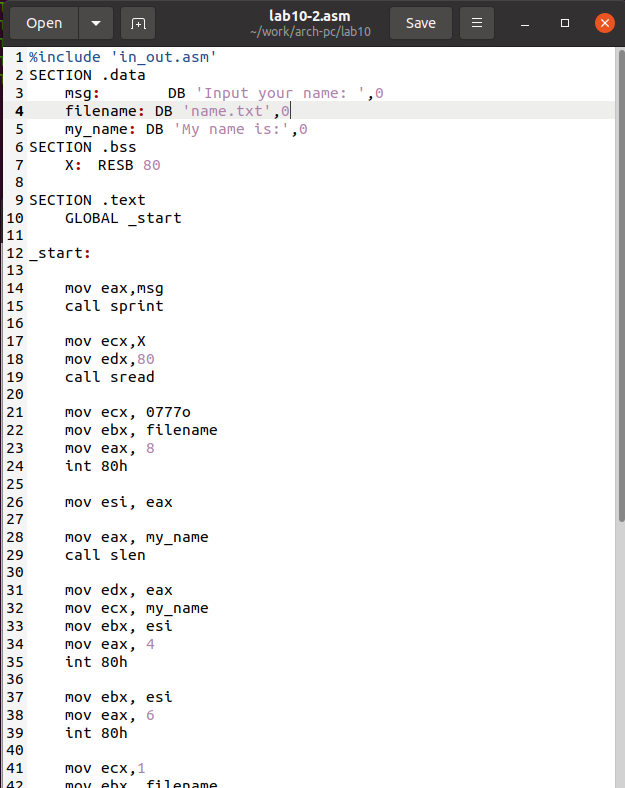 Open
lab10-2.asm
~/work/arch-pc/lab10
Save
1 %include 'in_out.asm'
2 SECTION .data
3     msg:       DB 'Input your name: ',0
4     filename: DB 'name.txt',0
5     my_name: DB 'My name is:',0
6 SECTION .bss
7     X:  RESB 80
8
9 SECTION .text
10     GLOBAL _start
11
12 _start:
13
14     mov eax,msg
15     call sprint
16
17     mov ecx,X
18     mov edx,80
19     call sread
20
21     mov ecx, 0777o
22     mov ebx, filename
23     mov eax, 8
24     int 80h
25
26     mov esi, eax
27
28     mov eax, my_name
29     call slen
30
31     mov edx, eax
32     mov ecx, my_name
33     mov ebx, esi
34     mov eax, 4
35     int 80h
36
37     mov ebx, esi
38     mov eax, 6
39     int 80h
40
41     mov ecx,1
42     mov ebx, filename